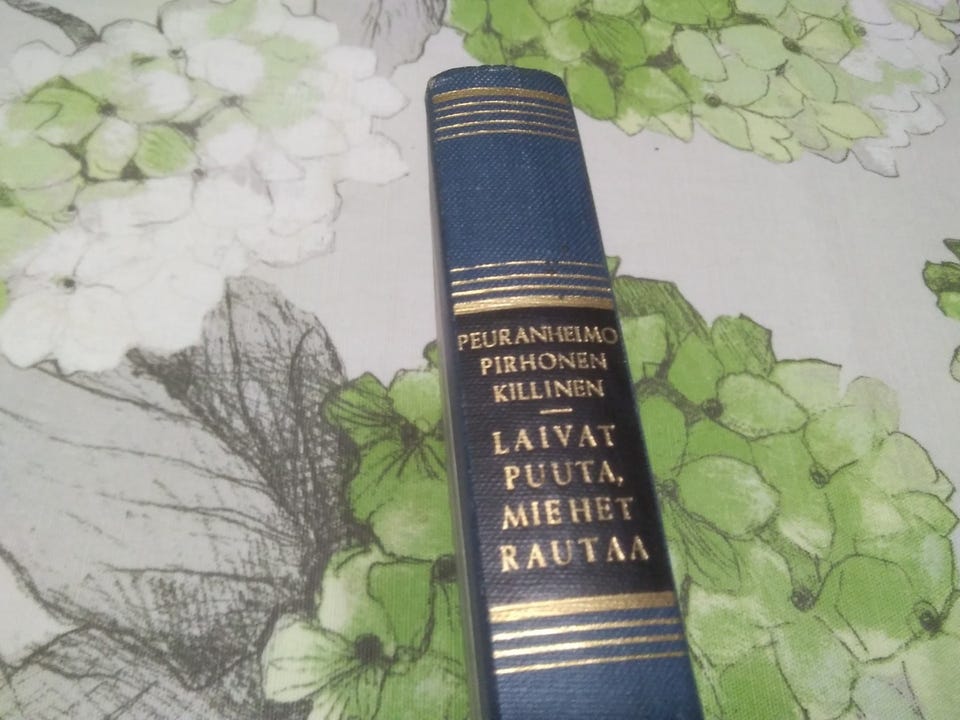 PEURANHEIMO
PIRHONEN
KILLINEN
LAIVAT
PUUTA,
MIEHET
RAUTAA